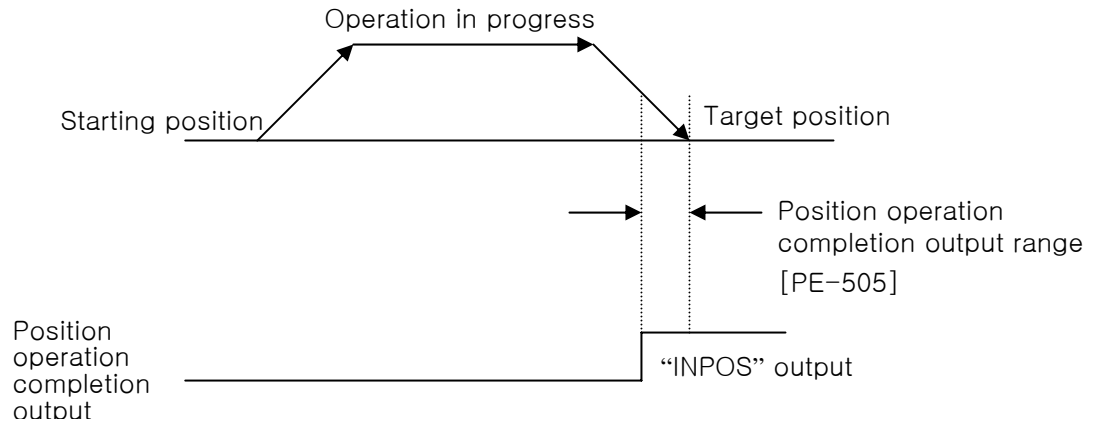 Operation in progress
Starting position
Target position
Position operation
completion output range
[PE-505]
Position
operation
completion
output
“INPOS” output